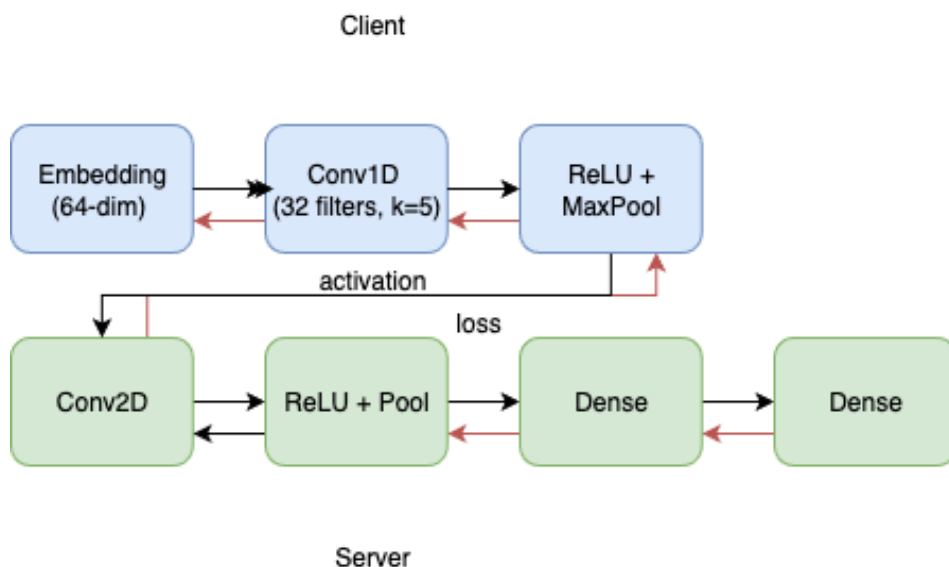 Client
Embedding
(64-dim)
Conv1D
(32 filters, k=5)
ReLU +
MaxPool
activation
loss
Conv2D
ReLU + Pool
Dense
Dense
Server